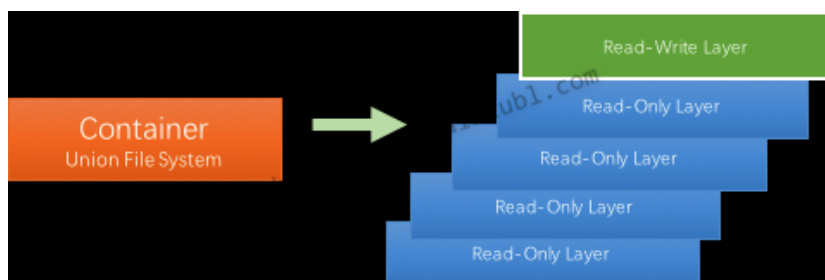 Read-Write Layer
Read-Only Layer
Container
Union File System
Read-Only Layer
Read-Only Layer
Read-Only Layer